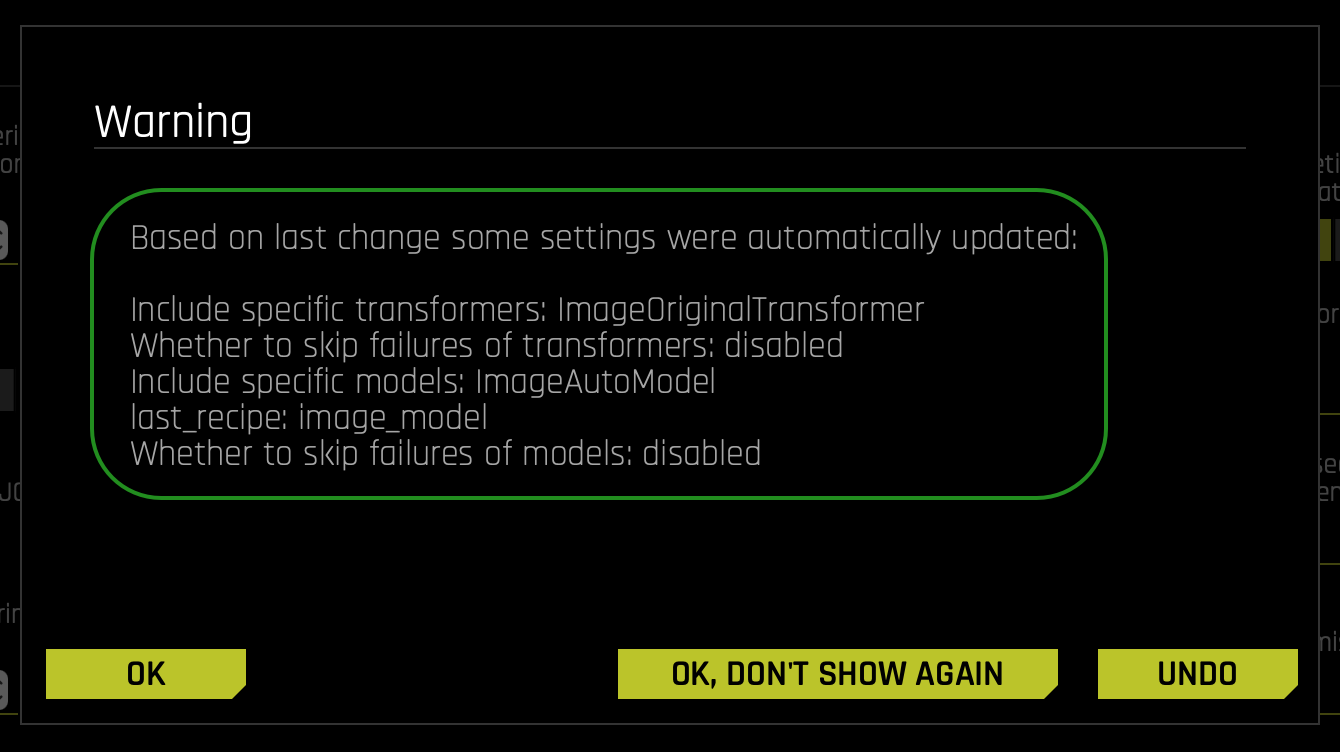 Warning
Based on last change some settings were automatically updated:
Include specific transformers: ImageOriginalTransformer
Whether to skip failures of transformers: disabled
Include specific models: ImageAutoModel
last_recipe: image_model
Whether to skip failures of models: disabled
OK
OK, DON'T SHOW AGAIN
UNDO